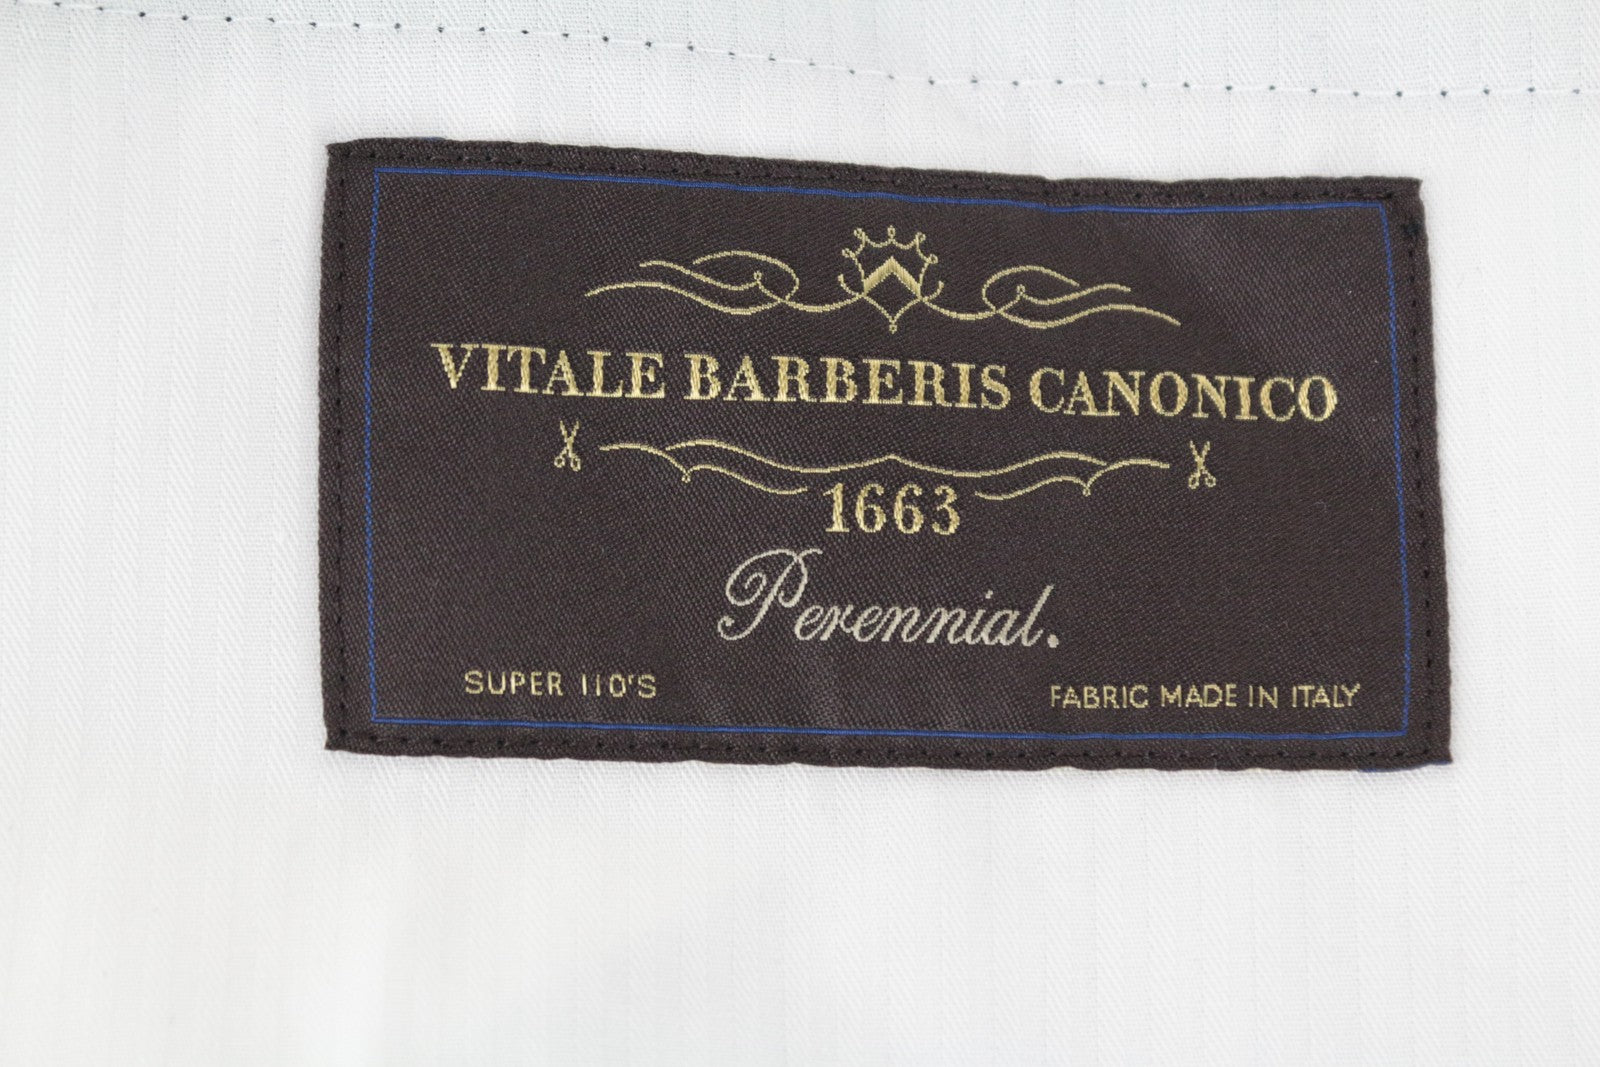 VITALE BARBERIS CANONICO
1663
Perennial.
SUPER 110'S
FABRIC MADE IN ITALY